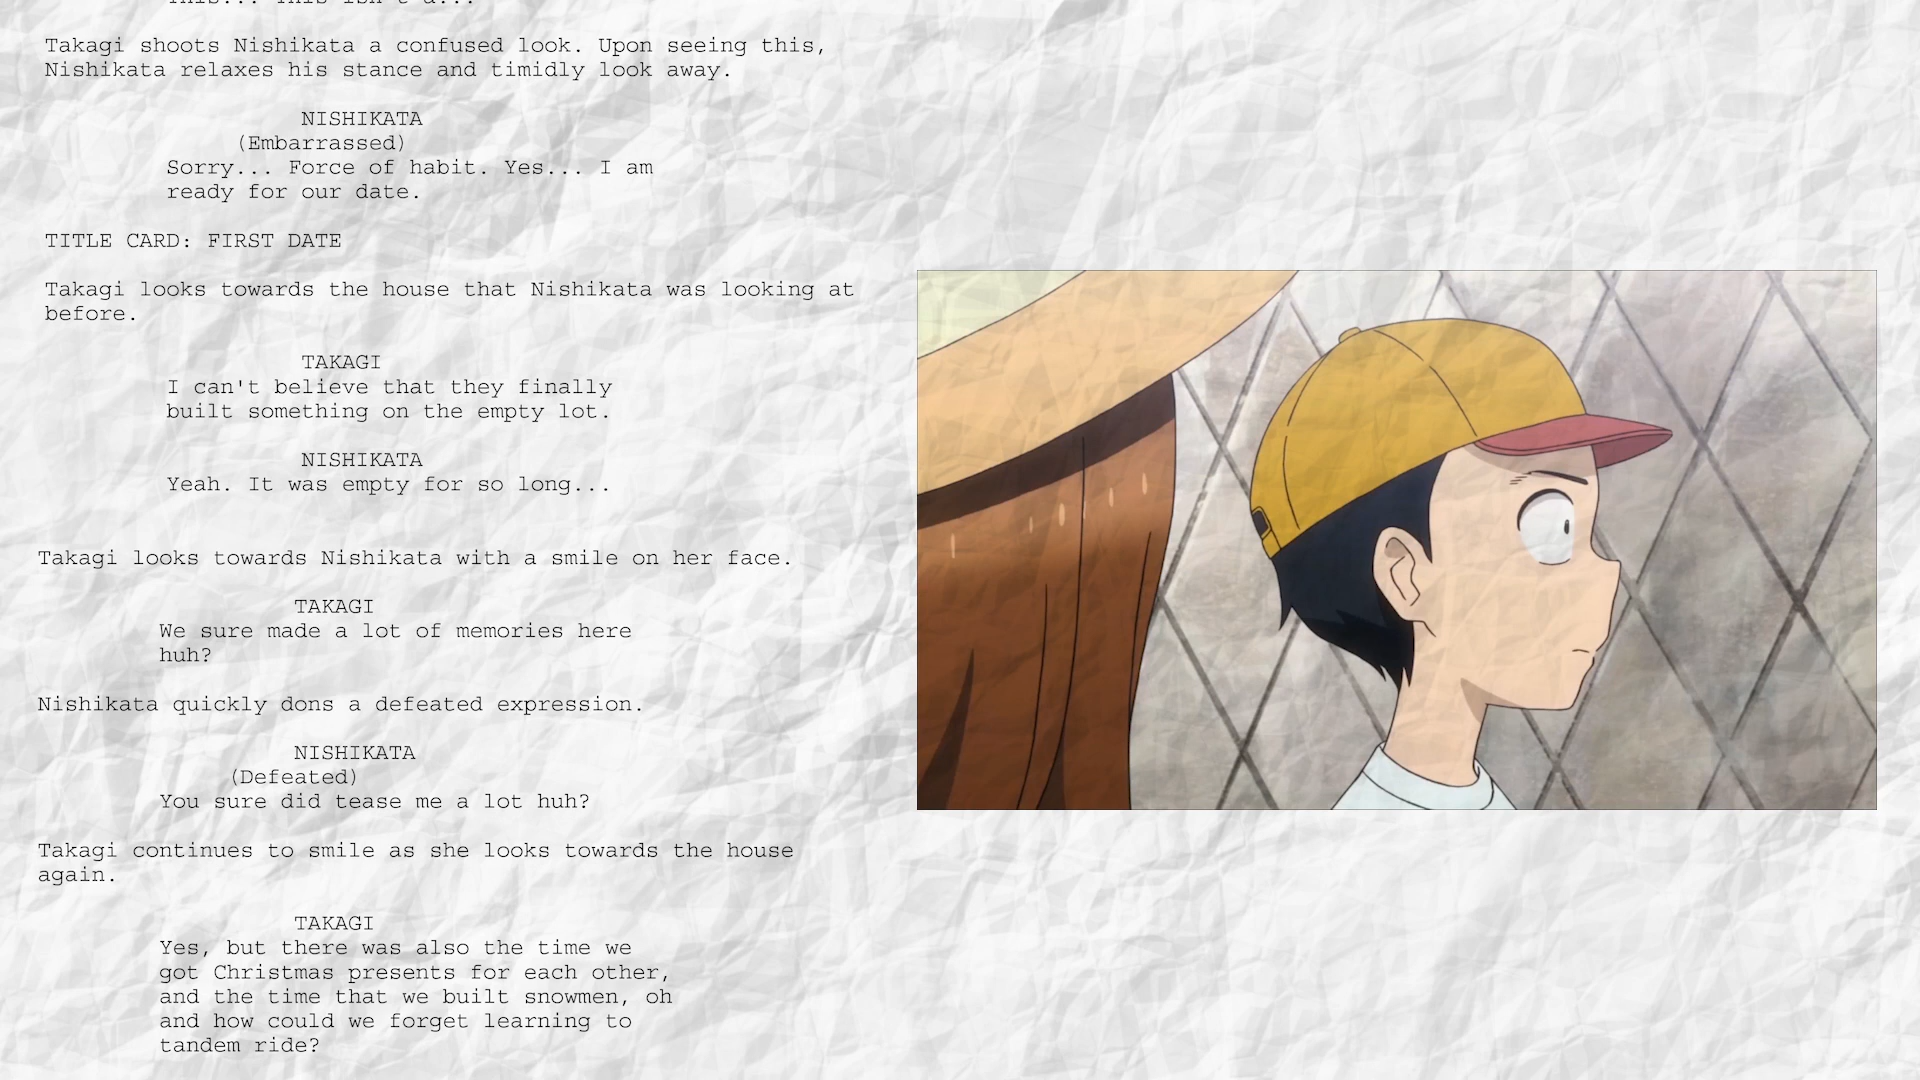 This... This isn't a...
Takagi shoots Nishikata a confused look. Upon seeing this,
Nishikata relaxes his stance and timidly look away.
NISHIKATA
(Embarrassed)
Sorry... Force of habit. Yes... I am
ready for our date.
TITLE CARD: FIRST DATE
Takagi looks towards the house that Nishikata was looking at
before.
TAKAGI
I can't believe that they finally
built something on the empty lot.
NISHIKATA
Yeah. It was empty for so long...
Takagi looks towards Nishikata with a smile on her face.
TAKAGI
We sure made a lot of memories here
huh?
Nishikata quickly dons a defeated expression.
NISHIKATA
(Defeated)
You sure did tease me a lot huh?
Takagi continues to smile as she looks towards the house
again.
TAKAGI
Yes, but there was also the time we
got Christmas presents for each other,
and the time that we built snowmen, oh
and how could we forget learning to
tandem ride?